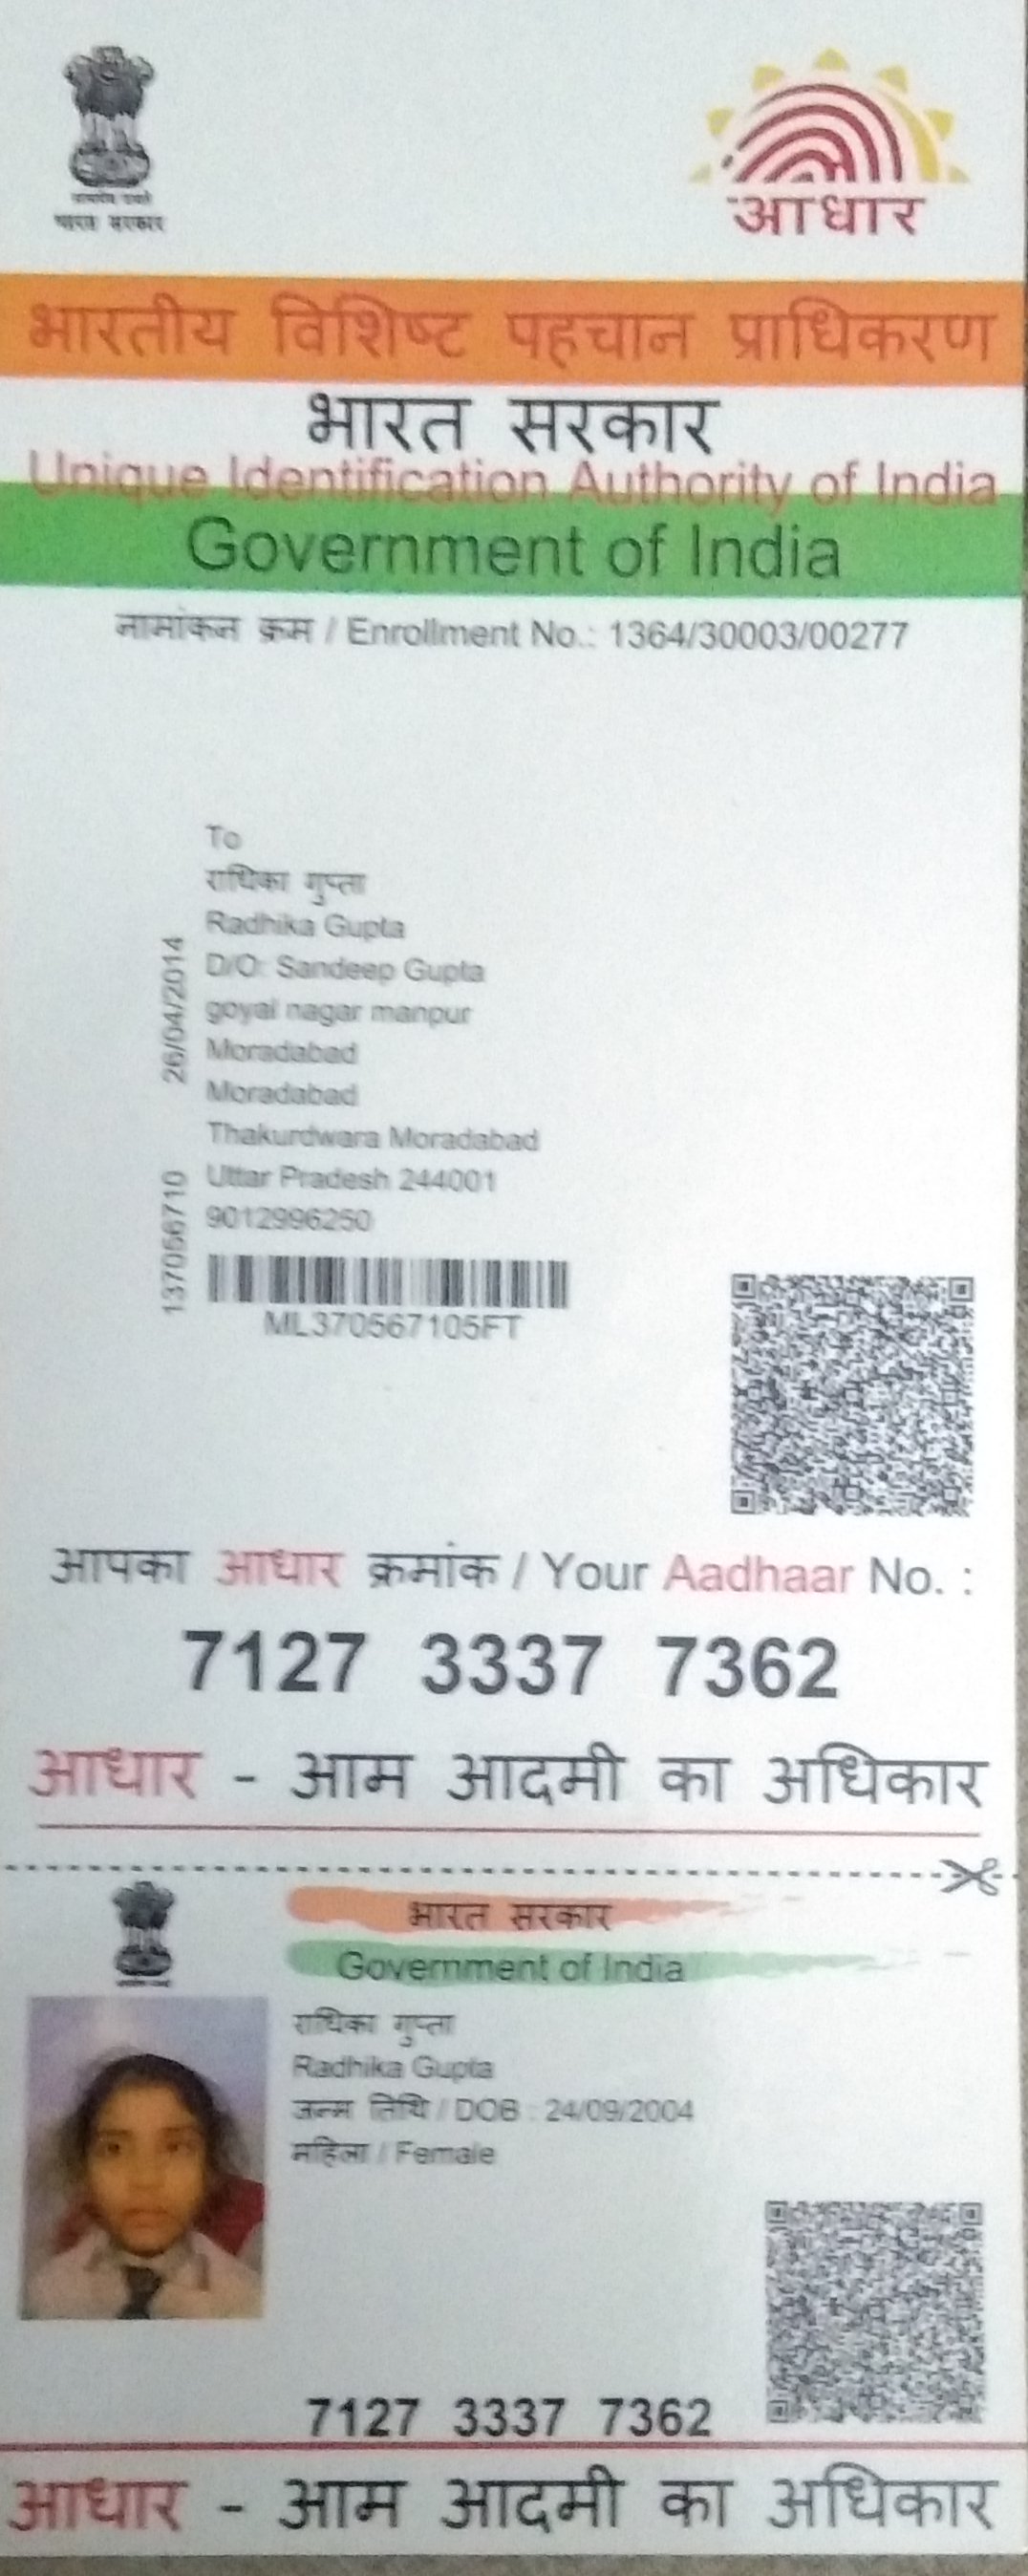 भारत सरकार
आधार
भारतीय विशिष्ट पहचान प्राधिकरण
भारत सरकार
Unique Identification Authority of India
Government of India
नामांकन क्रम / Enrollment No.: 1364/30003/00277
To
राधिका गुप्ता
Radhika Gupta
D/O: Sandeep Gupta
goyal nagar manpur
Moradabad
Moradabad
Thakurdwara Moradabad
Uttar Pradesh 244001
9012996250
26/04/2014
137056710
ML370567105FT
आपका आधार क्रमांक / Your Aadhaar No. :
7127 3337 7362
आधार - आम आदमी का अधिकार
भारत सरकार
Government of India
राधिका गुप्ता
Radhika Gupta
जन्म तिथि / DOB : 24/09/2004
महिला / Female
7127 3337 7362
आधार - आम आदमी का अधिकार